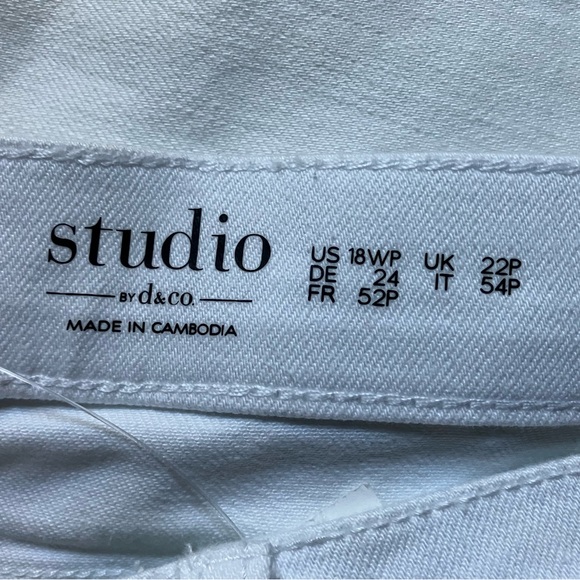 studio
BY d&co.
MADE IN CAMBODIA
US 18WP UK 22P
DE 24 IT 54P
FR 52P